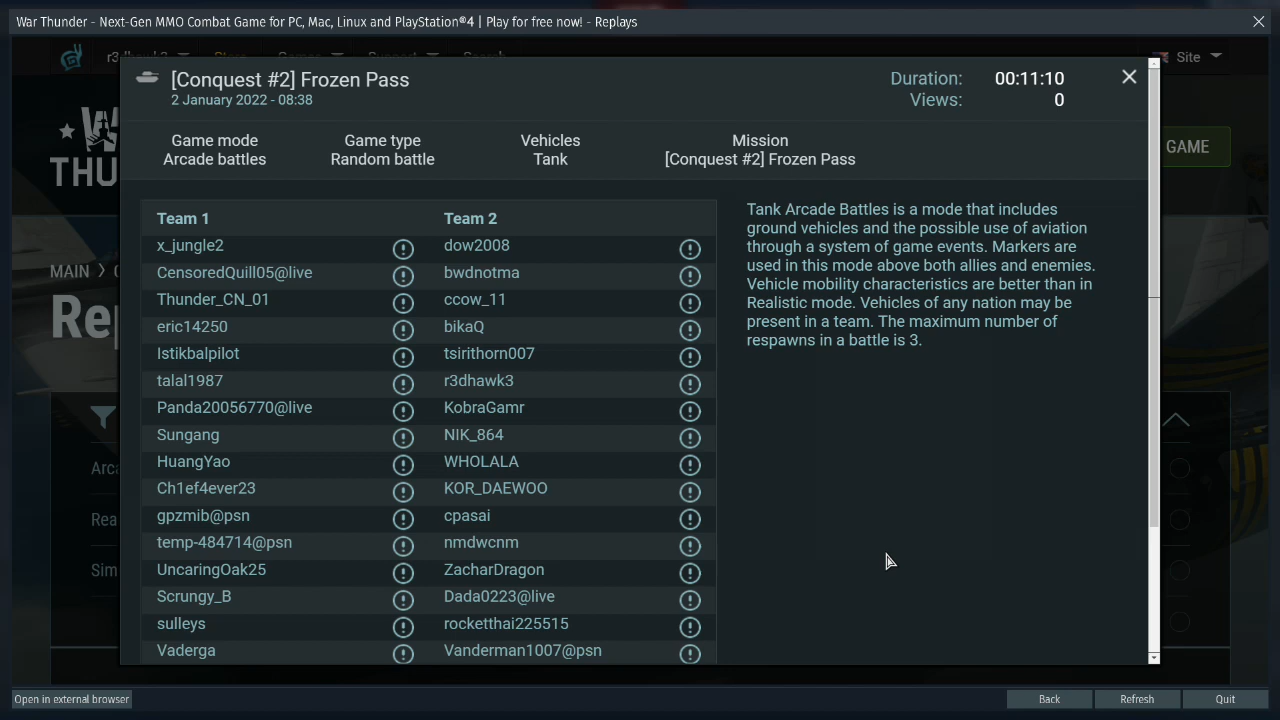 War Thunder - Next-Gen MMO Combat Game for PC, Mac, Linux and PlayStation®4 | Play for free now! - Replays
Site
[Conquest #2] Frozen Pass
2 January 2022 - 08:38
Duration: 00:11:10
Views: 0
Game mode
Arcade battles
Game type
Random battle
Vehicles
Tank
Mission
[Conquest #2] Frozen Pass
THU
GAME
MAIN
Team 1 Team 2
x_jungle2 dow2008
CensoredQuill05@live bwdnotma
Thunder_CN_01 ccow_11
eric14250 bikaQ
Istikbalpilot tsirithorn007
talal1987 r3dhawk3
Panda20056770@live KobraGamr
Sungang NIK_864
HuangYao WHOLALA
Ch1ef4ever23 KOR_DAEWOO
gpzmib@psn cpasai
temp-484714@psn nmdwcnm
UncaringOak25 ZacharDragon
Scrungy_B Dada0223@live
sulleys rocketthai225515
Vaderga Vanderman1007@psn
Tank Arcade Battles is a mode that includes
ground vehicles and the possible use of aviation
through a system of game events. Markers are
used in this mode above both allies and enemies.
Vehicle mobility characteristics are better than in
Realistic mode. Vehicles of any nation may be
present in a team. The maximum number of
respawns in a battle is 3.
Rep
Arca
Rea
Sim
Open in external browser
Back
Refresh
Quit